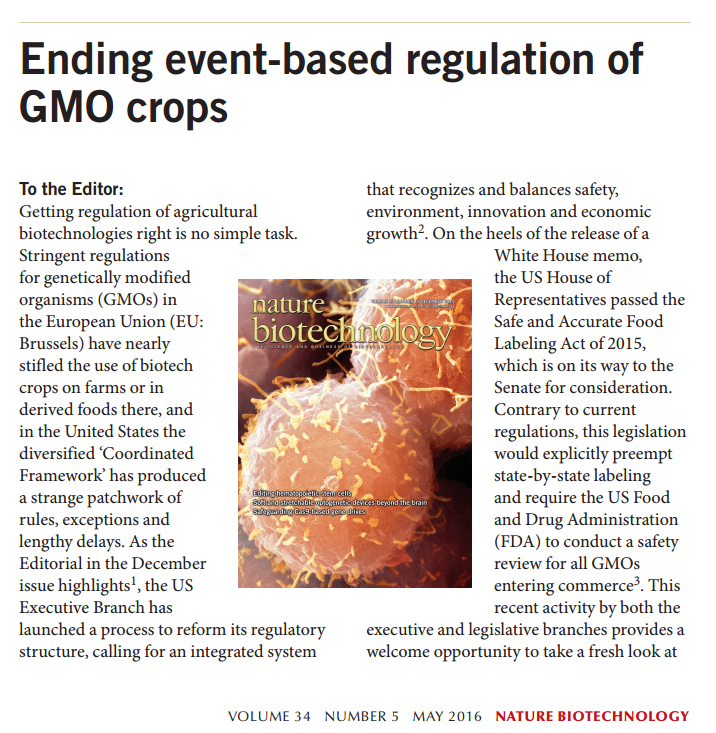 Ending event-based regulation of
GMO crops
To the Editor:
Getting regulation of agricultural
biotechnologies right is no simple task.
Stringent regulations
for genetically modified
organisms (GMOs) in
the European Union (EU:
Brussels) have nearly
stifled the use of biotech
crops on farms or in
derived foods there, and
in the United States the
diversified ‘Coordinated
Framework’ has produced
a strange patchwork of
rules, exceptions and
lengthy delays. As the
Editorial in the December
issue highlights¹, the US
Executive Branch has
launched a process to reform its regulatory
structure, calling for an integrated system
nature
biotechnology
Editing hematopoietic stem cells
Soft and stretchable optogenetic devices beyond the brain
Safeguarding Cas9-based gene drives
that recognizes and balances safety,
environment, innovation and economic
growth². On the heels of the release of a
White House memo,
the US House of
Representatives passed the
Safe and Accurate Food
Labeling Act of 2015,
which is on its way to the
Senate for consideration.
Contrary to current
regulations, this legislation
would explicitly preempt
state-by-state labeling
and require the US Food
and Drug Administration
(FDA) to conduct a safety
review for all GMOs
entering commerce³. This
recent activity by both the
executive and legislative branches provides a
welcome opportunity to take a fresh look at
VOLUME 34 NUMBER 5 MAY 2016 NATURE BIOTECHNOLOGY